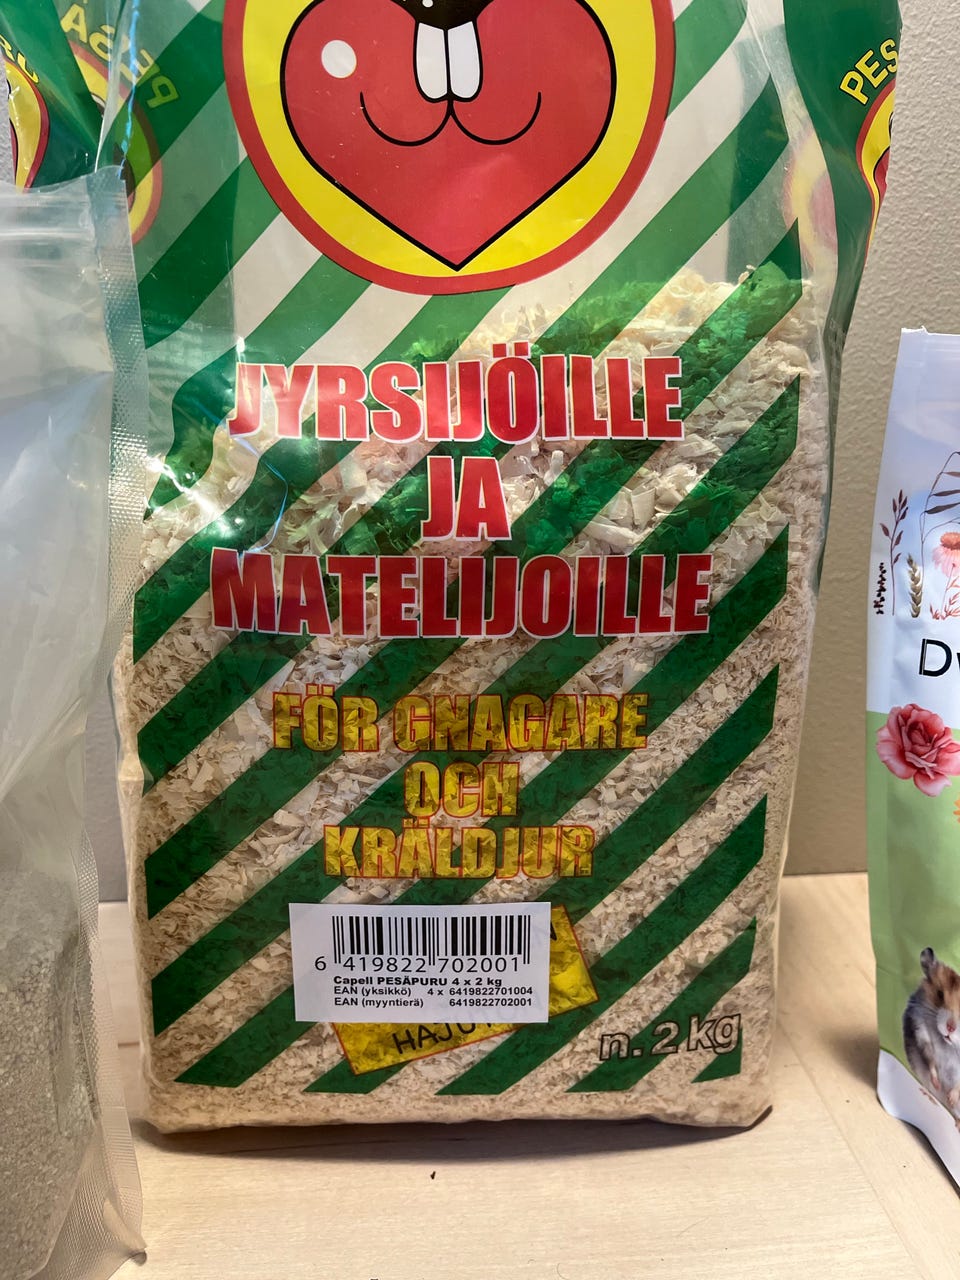 PES
JYRSIJÖILLE
JA
MATELIJOILLE
FÖR GNAGARE
OCH
KRÄLDJUR
6 419822 702001
Capell PESÄPURU 4 x 2 kg
EAN (yksikkö) 4 x 6419822701004
EAN (myyntierä) 6419822702001
n. 2 kg